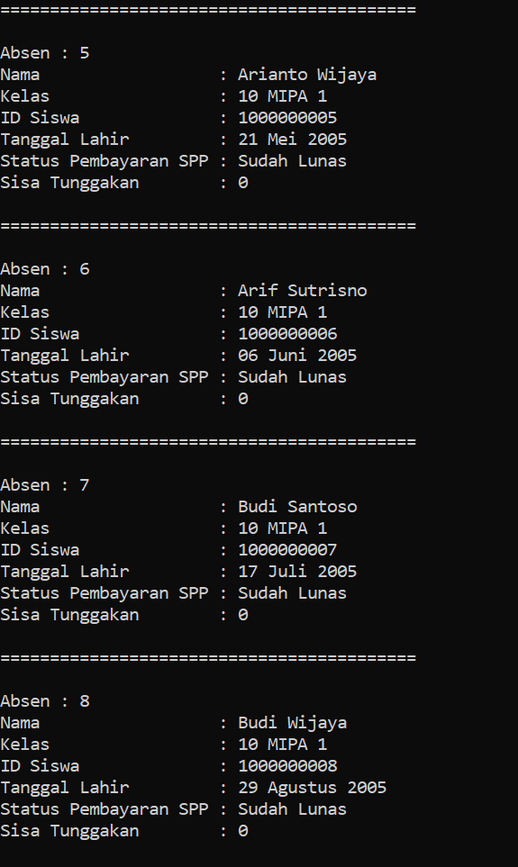 ==========================================
Absen : 5
Nama                  : Arianto Wijaya
Kelas                 : 10 MIPA 1
ID Siswa              : 1000000005
Tanggal Lahir         : 21 Mei 2005
Status Pembayaran SPP : Sudah Lunas
Sisa Tunggakan        : 0
==========================================
Absen : 6
Nama                  : Arif Sutrisno
Kelas                 : 10 MIPA 1
ID Siswa              : 1000000006
Tanggal Lahir         : 06 Juni 2005
Status Pembayaran SPP : Sudah Lunas
Sisa Tunggakan        : 0
==========================================
Absen : 7
Nama                  : Budi Santoso
Kelas                 : 10 MIPA 1
ID Siswa              : 1000000007
Tanggal Lahir         : 17 Juli 2005
Status Pembayaran SPP : Sudah Lunas
Sisa Tunggakan        : 0
==========================================
Absen : 8
Nama                  : Budi Wijaya
Kelas                 : 10 MIPA 1
ID Siswa              : 1000000008
Tanggal Lahir         : 29 Agustus 2005
Status Pembayaran SPP : Sudah Lunas
Sisa Tunggakan        : 0